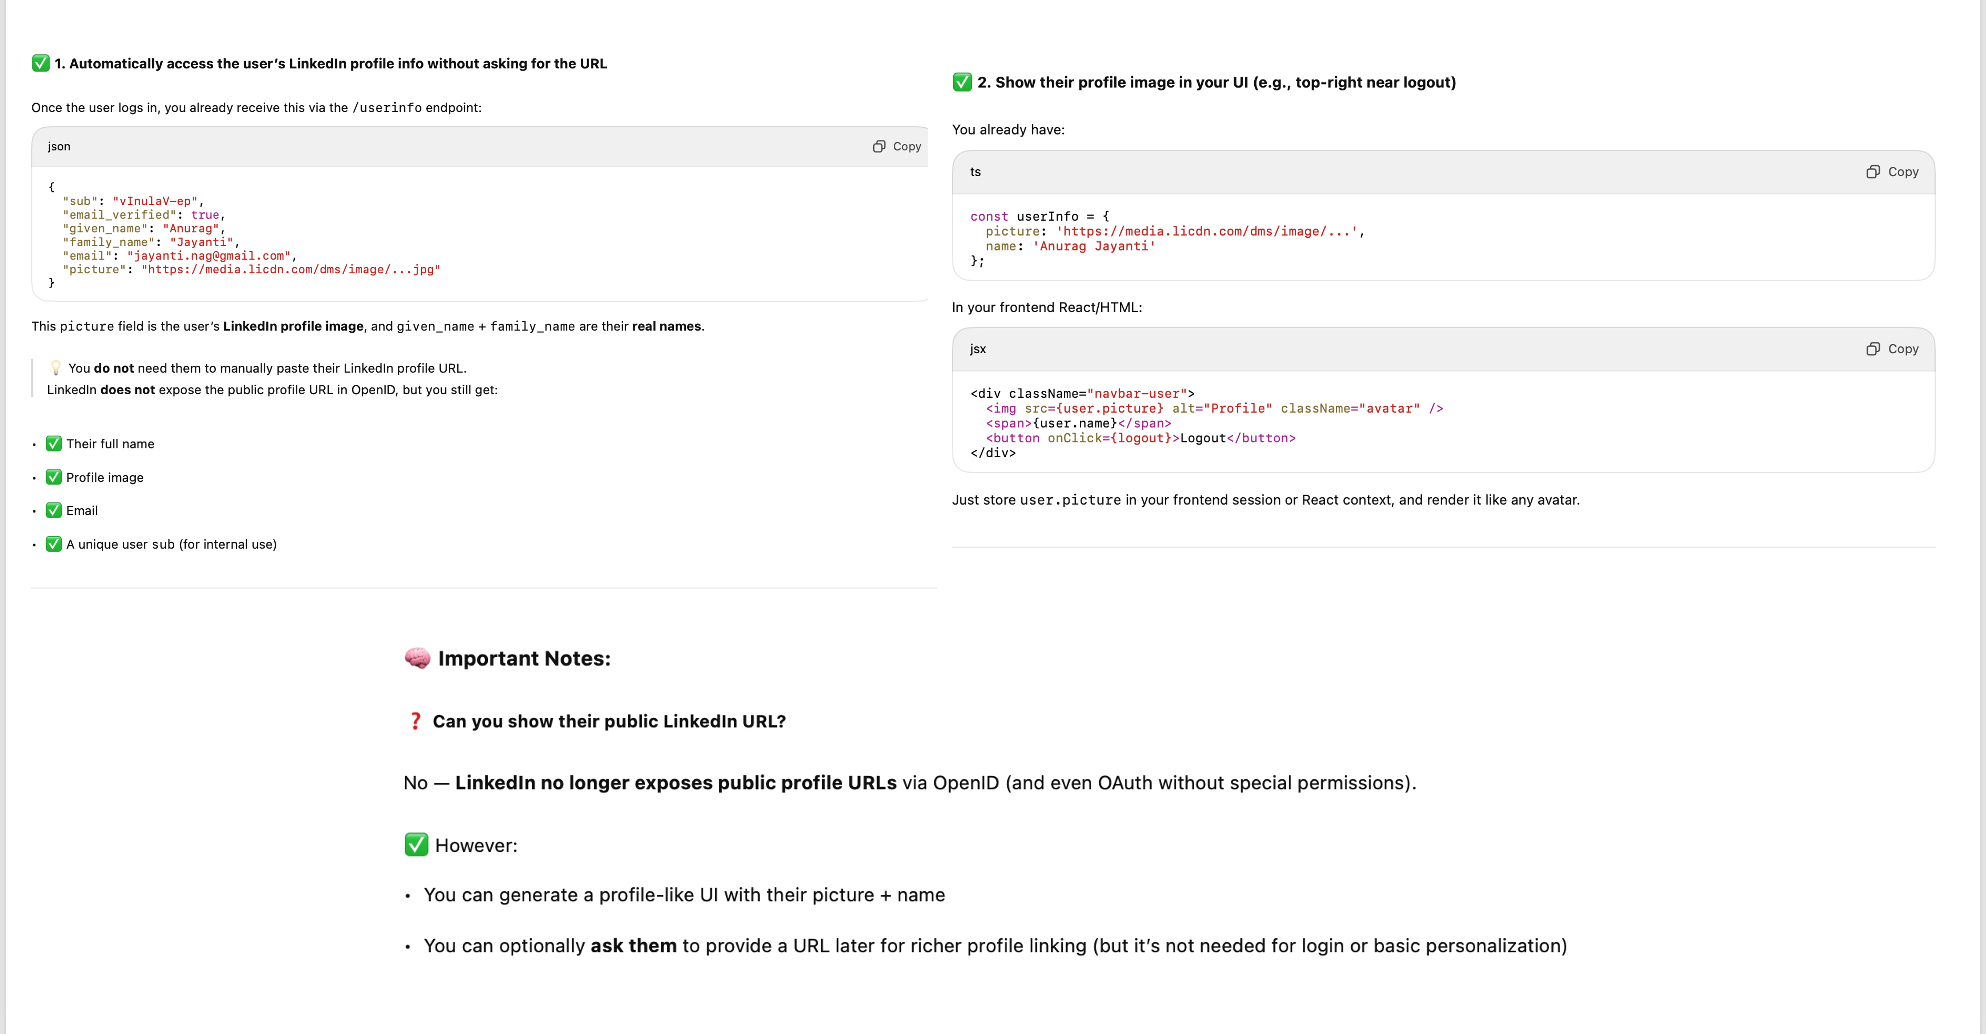 ✅ 1. Automatically access the user's LinkedIn profile info without asking for the URL
Once the user logs in, you already receive this via the /userinfo endpoint:
json
Copy
{
  "sub": "vInulaV-ep",
  "email_verified": true,
  "given_name": "Anurag",
  "family_name": "Jayanti",
  "email": "jayanti.nag@gmail.com",
  "picture": "https://media.licdn.com/dms/image/...jpg"
}
This picture field is the user's LinkedIn profile image, and given_name + family_name are their real names.
💡 You do not need them to manually paste their LinkedIn profile URL.
LinkedIn does not expose the public profile URL in OpenID, but you still get:
• ✅ Their full name
• ✅ Profile image
• ✅ Email
• ✅ A unique user sub (for internal use)
✅ 2. Show their profile image in your UI (e.g., top-right near logout)
You already have:
ts
Copy
const userInfo = {
  picture: 'https://media.licdn.com/dms/image/...',
  name: 'Anurag Jayanti'
};
In your frontend React/HTML:
jsx
Copy
<div className="navbar-user">
  <img src={user.picture} alt="Profile" className="avatar" />
  <span>{user.name}</span>
  <button onClick={logout}>Logout</button>
</div>
Just store user.picture in your frontend session or React context, and render it like any avatar.
🧠 Important Notes:
❓ Can you show their public LinkedIn URL?
No — LinkedIn no longer exposes public profile URLs via OpenID (and even OAuth without special permissions).
✅ However:
• You can generate a profile-like UI with their picture + name
• You can optionally ask them to provide a URL later for richer profile linking (but it's not needed for login or basic personalization)